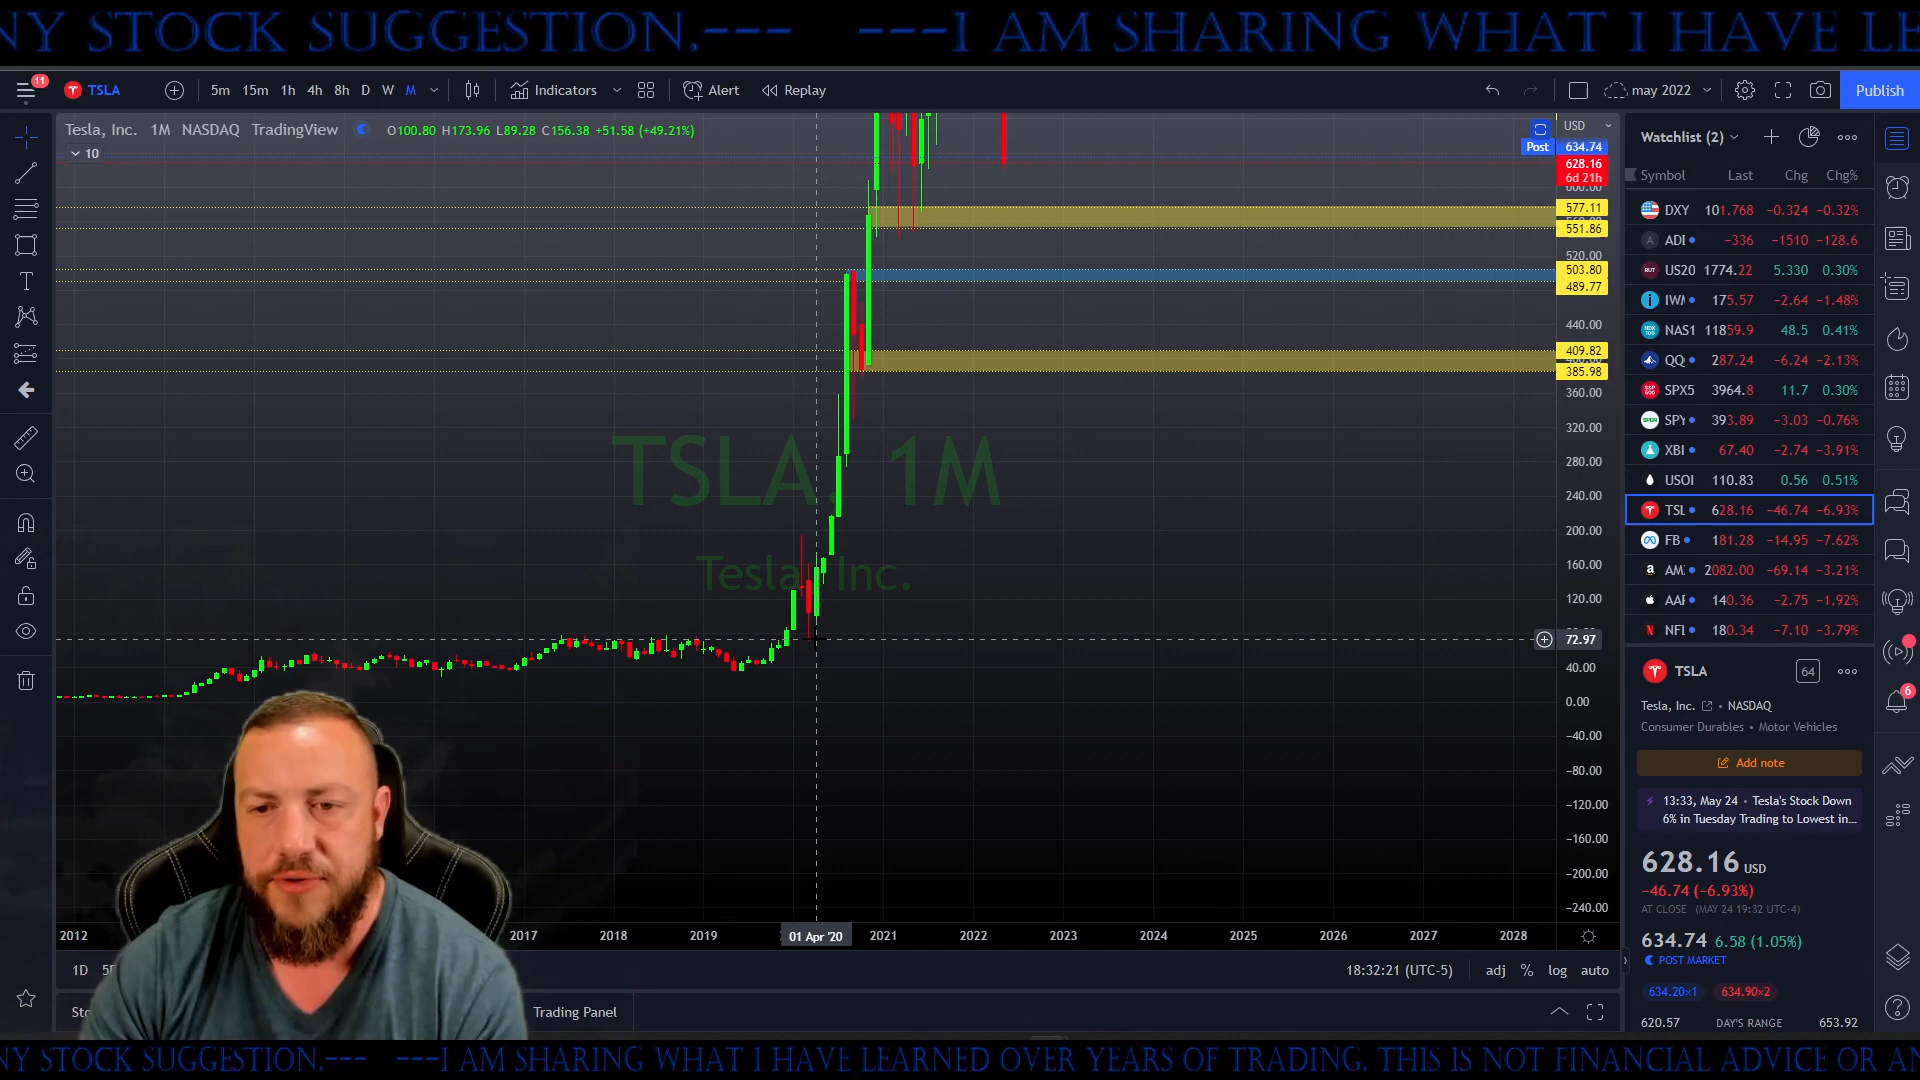 NY STOCK SUGGESTION.--- ---I AM SHARING WHAT I HAVE LE
11
TSLA 5m 15m 1h 4h 8h D W M Indicators Alert Replay may 2022 Publish
Tesla, Inc. 1M NASDAQ TradingView O100.80 H173.96 L89.28 C156.38 +51.58 (+49.21%)
10
USD
Post 634.74
628.16
6d 21h
600.00
577.11
551.86
520.00
503.80
489.77
440.00
409.82
385.98
360.00
320.00
280.00
240.00
200.00
160.00
120.00
72.97
40.00
0.00
−40.00
−80.00
−120.00
−160.00
−200.00
−240.00
TSLA, 1M
Tesla, Inc.
2012 2017 2018 2019 01 Apr '20 2021 2022 2023 2024 2025 2026 2027 2028
1D 18:32:21 (UTC-5) adj % log auto
Trading Panel
Watchlist (2)
Symbol Last Chg Chg%
DXY 101.768 −0.324 −0.32%
ADI −336 −1510 −128.6
US20 1774.22 5.330 0.30%
IWM 175.57 −2.64 −1.48%
NAS1 11859.9 48.5 0.41%
QQ 287.24 −6.24 −2.13%
SPX5 3964.8 11.7 0.30%
SPY 393.89 −3.03 −0.76%
XBI 67.40 −2.74 −3.91%
USOI 110.83 0.56 0.51%
TSL 628.16 −46.74 −6.93%
FB 181.28 −14.95 −7.62%
AM 2082.00 −69.14 −3.21%
AAP 140.36 −2.75 −1.92%
NFL 180.34 −7.10 −3.79%
TSLA 64
Tesla, Inc. • NASDAQ
Consumer Durables • Motor Vehicles
Add note
13:33, May 24 • Tesla's Stock Down
6% in Tuesday Trading to Lowest in...
628.16 USD
−46.74 (−6.93%)
AT CLOSE (MAY 24 19:32 UTC-4)
634.74 6.58 (1.05%)
POST MARKET
634.20×1 634.90×2
620.57 DAY'S RANGE 653.92
6
NY STOCK SUGGESTION.--- ---I AM SHARING WHAT I HAVE LEARNED OVER YEARS OF TRADING. THIS IS NOT FINANCIAL ADVICE OR AN